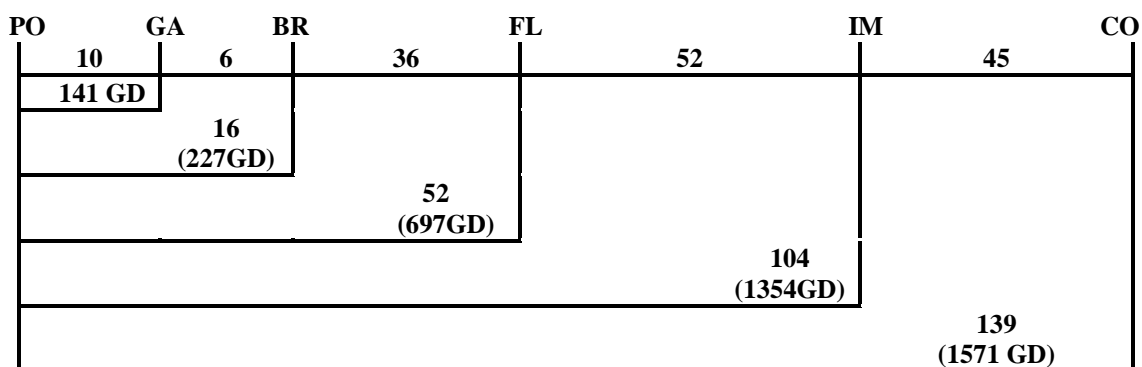 PO GA BR FL IM CO
10 6 36 52 45
141 GD
16
(227GD)
52
(697GD)
104
(1354GD)
139
(1571 GD)